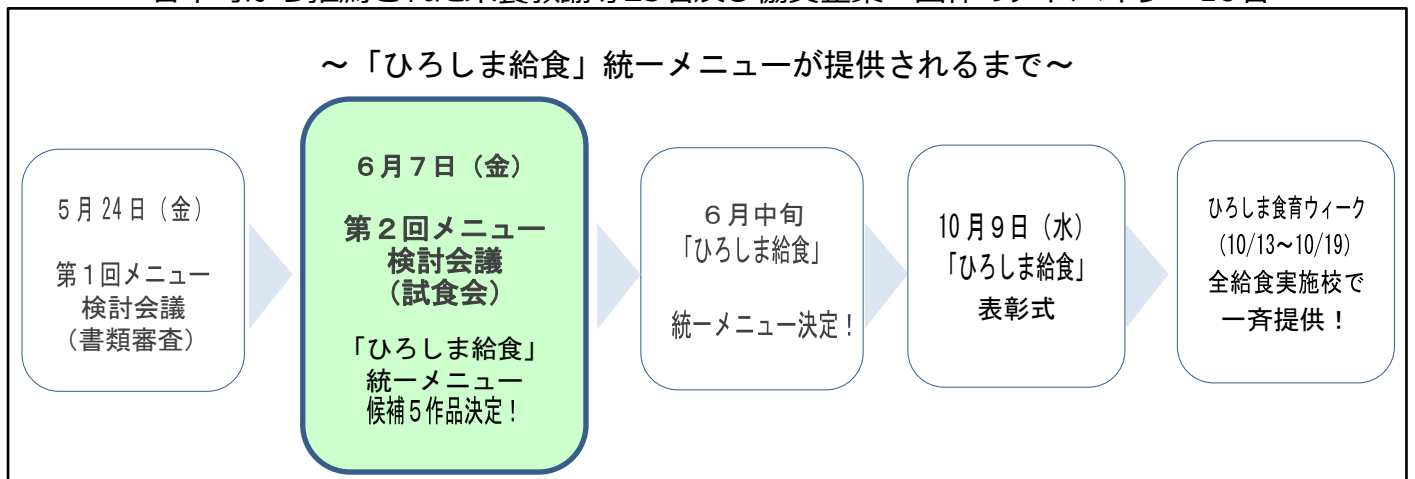 ～「ひろしま給食」統一メニューが提供されるまで～
５月24日（金）
第１回メニュー
検討会議
（書類審査）
６月７日（金）
第２回メニュー
検討会議
（試食会）
「ひろしま給食」
統一メニュー
候補５作品決定！
６月中旬
「ひろしま給食」
統一メニュー決定！
10月９日（水）
「ひろしま給食」
表彰式
ひろしま食育ウィーク
(10/13～10/19)
全給食実施校で
一斉提供！